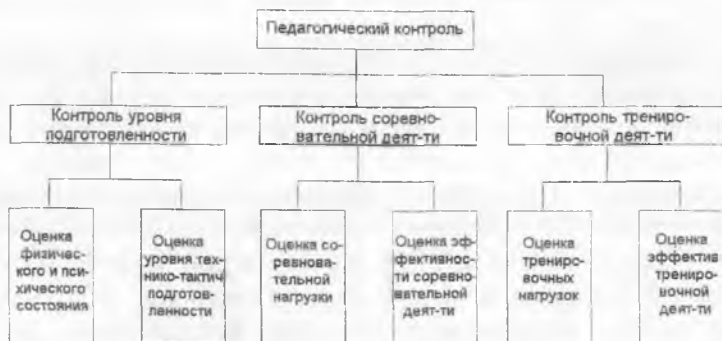 Педагогический контроль
Контроль уровня
подготовленности
Контроль соревно-
вательной деят-ти
Контроль трениро-
вочной деят-ти
Оценка
физичес-
кого и пси-
хического
состояния
Оценка
уровня тех-
нико-такти
подготов-
ленности
Оценка со-
ревнова-
тельной
нагрузки
Оценка эф-
фективнос-
ти соревно-
вательной
деят-ти
Оценка
трениро-
вочных
нагрузок
Оценка
эффектив
трениро-
вочной
деят-ти